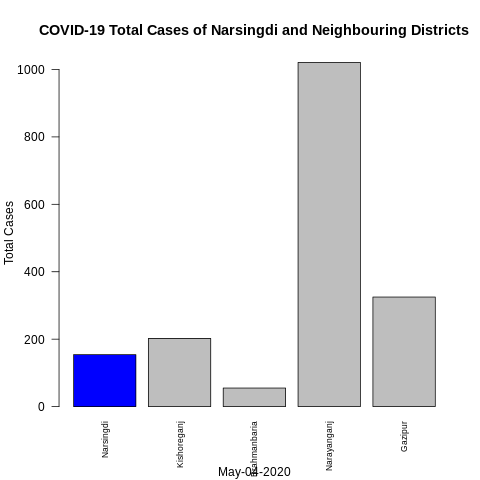 COVID-19 Total Cases of Narsingdi and Neighbouring Districts
Total Cases
1000
800
600
400
200
0
Narsingdi
Kishoreganj
Narayanganj
Gazipur
May-04-2020